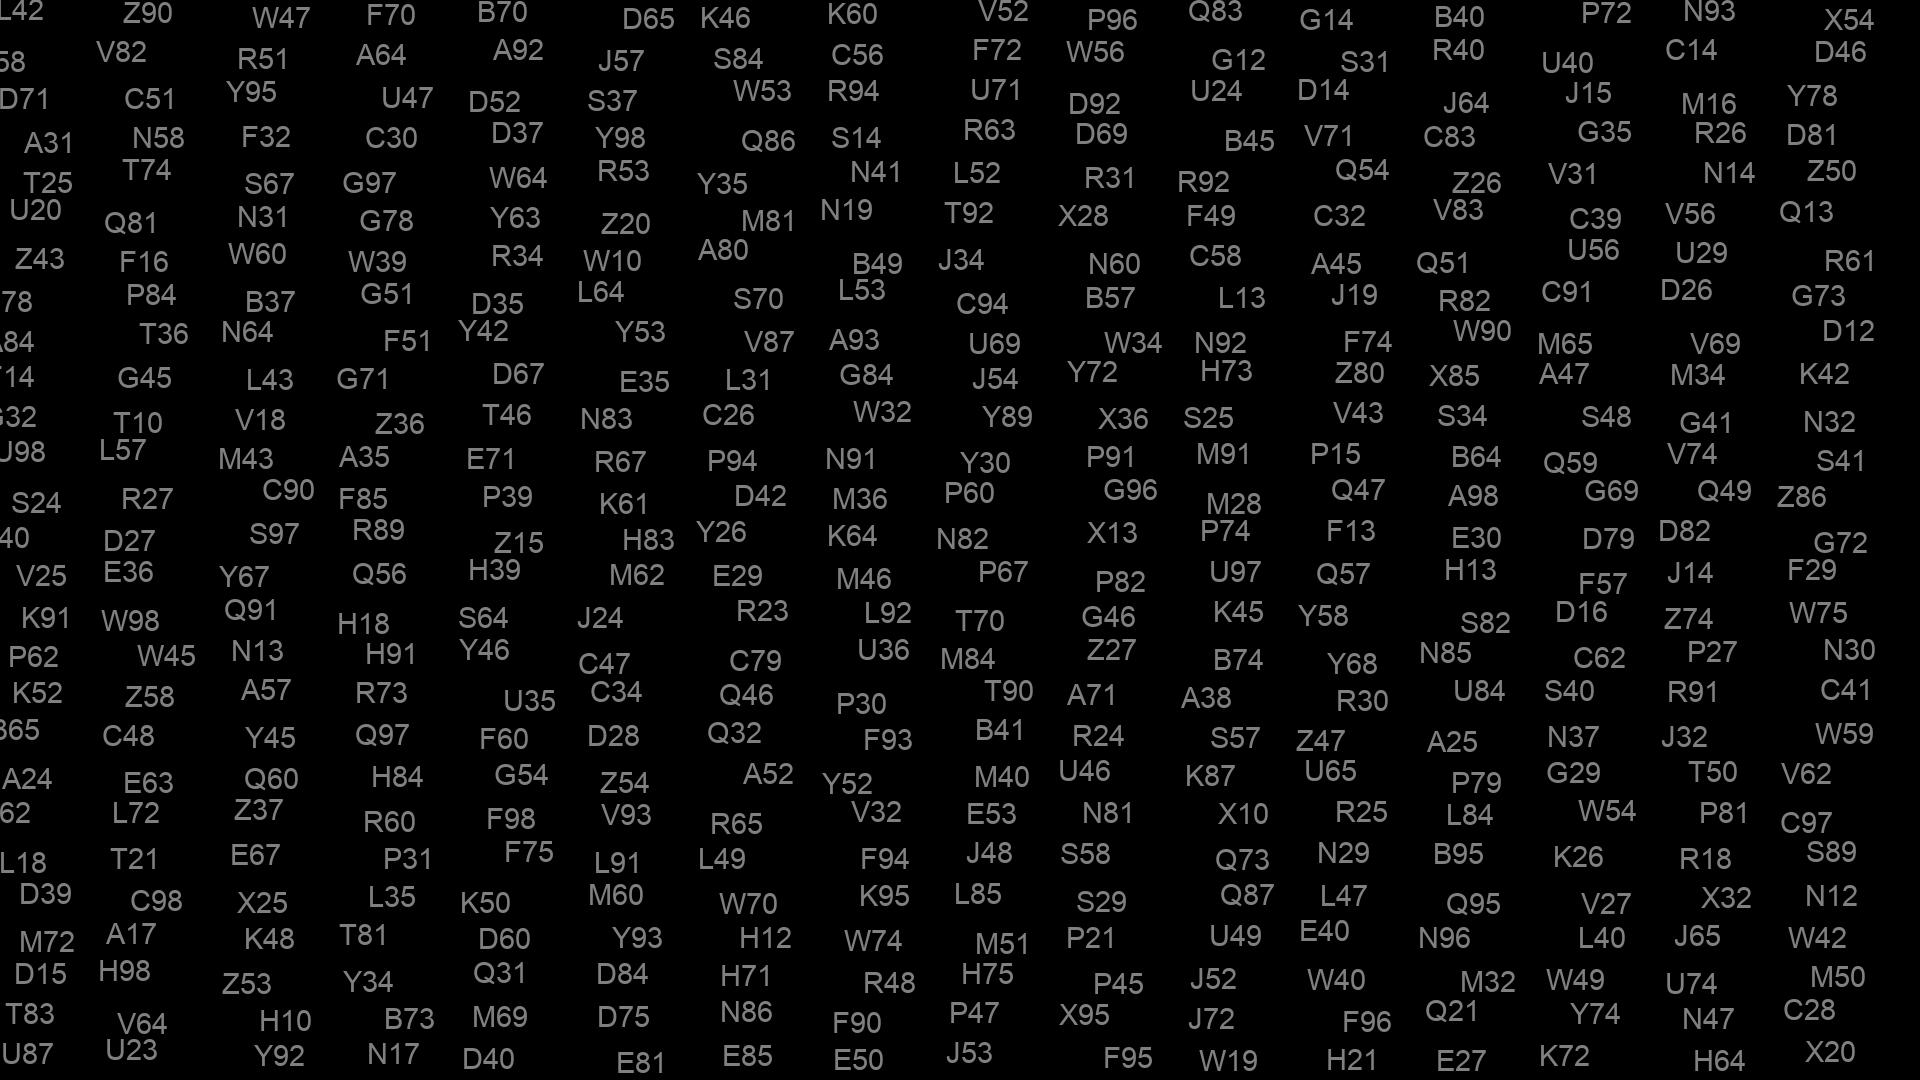 L42 Z90 W47 F70 B70 D65 K46 K60 V52 P96 Q83 G14 B40 P72 N93 X54
58 V82 R51 A64 A92 J57 S84 C56 F72 W56 G12 S31 R40 U40 C14 D46
D71 C51 Y95 U47 D52 S37 W53 R94 U71 D92 U24 D14 J64 J15 M16 Y78
A31 N58 F32 C30 D37 Y98 Q86 S14 R63 D69 B45 V71 C83 G35 R26 D81
T25 T74 S67 G97 W64 R53 Y35 N41 L52 R31 R92 Q54 Z26 V31 N14 Z50
U20 Q81 N31 G78 Y63 Z20 M81 N19 T92 X28 F49 C32 V83 C39 V56 Q13
Z43 F16 W60 W39 R34 W10 A80 B49 J34 N60 C58 A45 Q51 U56 U29 R61
78 P84 B37 G51 D35 L64 S70 L53 C94 B57 L13 J19 R82 C91 D26 G73
84 T36 N64 F51 Y42 Y53 V87 A93 U69 W34 N92 F74 W90 M65 V69 D12
14 G45 L43 G71 D67 E35 L31 G84 J54 Y72 H73 Z80 X85 A47 M34 K42
G32 T10 V18 Z36 T46 N83 C26 W32 Y89 X36 S25 V43 S34 S48 G41 N32
U98 L57 M43 A35 E71 R67 P94 N91 Y30 P91 M91 P15 B64 Q59 V74 S41
S24 R27 C90 F85 P39 K61 D42 M36 P60 G96 M28 Q47 A98 G69 Q49 Z86
40 D27 S97 R89 Z15 H83 Y26 K64 N82 X13 P74 F13 E30 D79 D82 G72
V25 E36 Y67 Q56 H39 M62 E29 M46 P67 P82 U97 Q57 H13 F57 J14 F29
K91 W98 Q91 H18 S64 J24 R23 L92 T70 G46 K45 Y58 S82 D16 Z74 W75
P62 W45 N13 H91 Y46 C47 C79 U36 M84 Z27 B74 Y68 N85 C62 P27 N30
K52 Z58 A57 R73 U35 C34 Q46 P30 T90 A71 A38 R30 U84 S40 R91 C41
B65 C48 Y45 Q97 F60 D28 Q32 F93 B41 R24 S57 Z47 A25 N37 J32 W59
A24 E63 Q60 H84 G54 Z54 A52 Y52 M40 U46 K87 U65 P79 G29 T50 V62
62 L72 Z37 R60 F98 V93 R65 V32 E53 N81 X10 R25 L84 W54 P81 C97
L18 T21 E67 P31 F75 L91 L49 F94 J48 S58 Q73 N29 B95 K26 R18 S89
D39 C98 X25 L35 K50 M60 W70 K95 L85 S29 Q87 L47 Q95 V27 X32 N12
M72 A17 K48 T81 D60 Y93 H12 W74 M51 P21 U49 E40 N96 L40 J65 W42
D15 H98 Z53 Y34 Q31 D84 H71 R48 H75 P45 J52 W40 M32 W49 U74 M50
T83 V64 H10 B73 M69 D75 N86 F90 P47 X95 J72 F96 Q21 Y74 N47 C28
U87 U23 Y92 N17 D40 E81 E85 E50 J53 F95 W19 H21 E27 K72 H64 X20